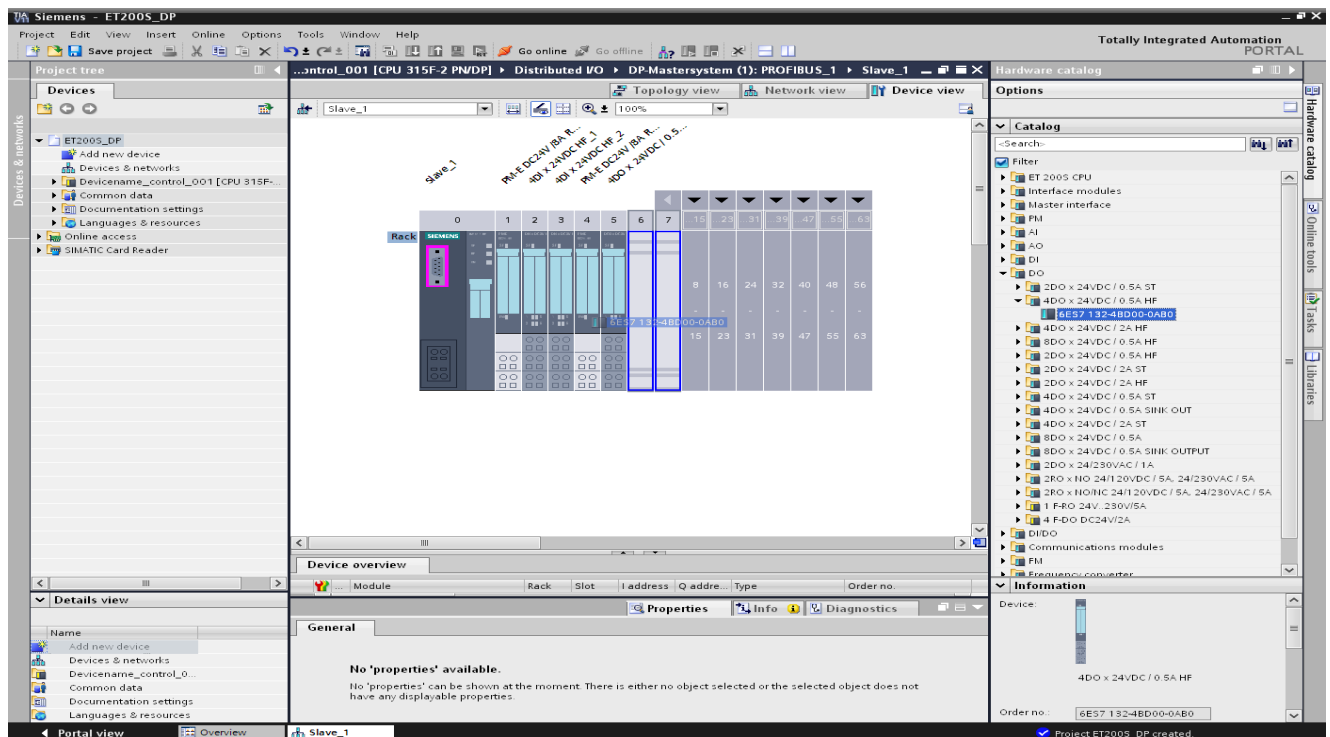 Siemens - ET200S_DP
Project Edit View Insert Online Options Tools Window Help
Save project
Go online
Go offline
Totally Integrated Automation
PORTAL
Project tree
...ontrol_001 [CPU 315F-2 PN/DP] ▸ Distributed I/O ▸ DP-Mastersystem (1): PROFIBUS_1 ▸ Slave_1
Hardware catalog
Devices
Topology view
Network view
Device view
Options
Slave_1
100%
Devices & networks
ET200S_DP
Add new device
Devices & networks
Devicename_control_001 [CPU 315F-...
Common data
Documentation settings
Languages & resources
Online access
SIMATIC Card Reader
Slave_1
PM-E DC24V /8A R...
4DI x 24VDC HF_1
4DI x 24VDC HF_2
PM-E DC24V /8A R...
4DO x 24VDC / 0.5...
0 1 2 3 4 5 6 7 ...15 ...23 ...31 ...39 ...47 ...55 ...63
Rack
SIEMENS
8 16 24 32 40 48 56
- - - - - - -
15 23 31 39 47 55 63
6ES7 132-4BD00-0AB0
Catalog
<Search>
Filter
ET 200S CPU
Interface modules
Master interface
PM
AI
AO
DI
DO
2DO x 24VDC / 0.5A ST
4DO x 24VDC / 0.5A HF
6ES7 132-4BD00-0AB0
4DO x 24VDC / 2A HF
8DO x 24VDC / 0.5A HF
2DO x 24VDC / 0.5A HF
2DO x 24VDC / 2A ST
2DO x 24VDC / 2A HF
4DO x 24VDC / 0.5A ST
4DO x 24VDC / 0.5A SINK OUT
4DO x 24VDC / 2A ST
8DO x 24VDC / 0.5A
8DO x 24VDC / 0.5A SINK OUTPUT
2DO x 24/230VAC / 1A
2RO x NO 24/120VDC / 5A, 24/230VAC / 5A
2RO x NO/NC 24/120VDC / 5A, 24/230VAC / 5A
1 F-RO 24V..230V/5A
4 F-DO DC24V/2A
DI/DO
Communications modules
FM
Frequency converter
Hardware catalog
Online tools
Tasks
Libraries
Device overview
... Module Rack Slot I address Q addre... Type Order no.
Properties
Info
Diagnostics
General
No 'properties' available.
No 'properties' can be shown at the moment. There is either no object selected or the selected object does not
have any displayable properties.
Details view
Name
Add new device
Devices & networks
Devicename_control_0...
Common data
Documentation settings
Languages & resources
Information
Device:
4DO x 24VDC / 0.5A HF
Order no.: 6ES7 132-4BD00-0AB0
Portal view
Overview
Slave_1
Project ET200S_DP created.